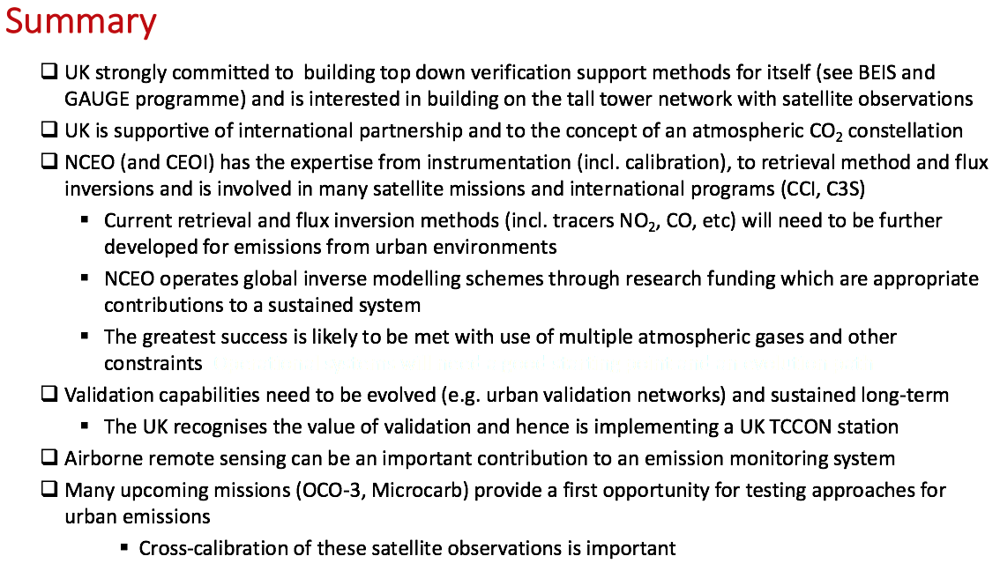 Summary
❑ UK strongly committed to  building top down verification support methods for itself (see BEIS and
GAUGE programme) and is interested in building on the tall tower network with satellite observations
❑ UK is supportive of international partnership and to the concept of an atmospheric CO₂ constellation
❑ NCEO (and CEOI) has the expertise from instrumentation (incl. calibration), to retrieval method and flux
inversions and is involved in many satellite missions and international programs (CCI, C3S)
▪ Current retrieval and flux inversion methods (incl. tracers NO₂, CO, etc) will need to be further
developed for emissions from urban environments
▪ NCEO operates global inverse modelling schemes through research funding which are appropriate
contributions to a sustained system
▪ The greatest success is likely to be met with use of multiple atmospheric gases and other
constraints
❑ Validation capabilities need to be evolved (e.g. urban validation networks) and sustained long-term
▪ The UK recognises the value of validation and hence is implementing a UK TCCON station
❑ Airborne remote sensing can be an important contribution to an emission monitoring system
❑ Many upcoming missions (OCO-3, Microcarb) provide a first opportunity for testing approaches for
urban emissions
▪ Cross-calibration of these satellite observations is important